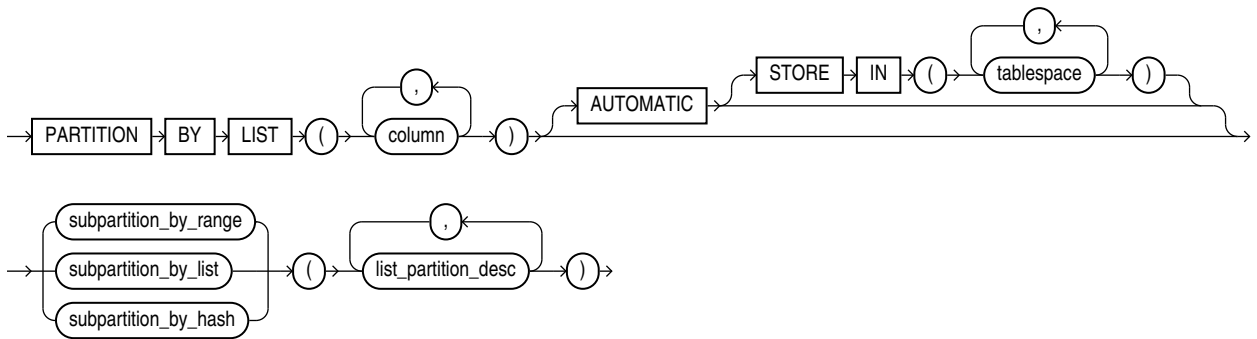 ,
STORE IN ( tablespace )
AUTOMATIC
,
PARTITION BY LIST ( column )
subpartition_by_range
,
subpartition_by_list ( list_partition_desc )
subpartition_by_hash